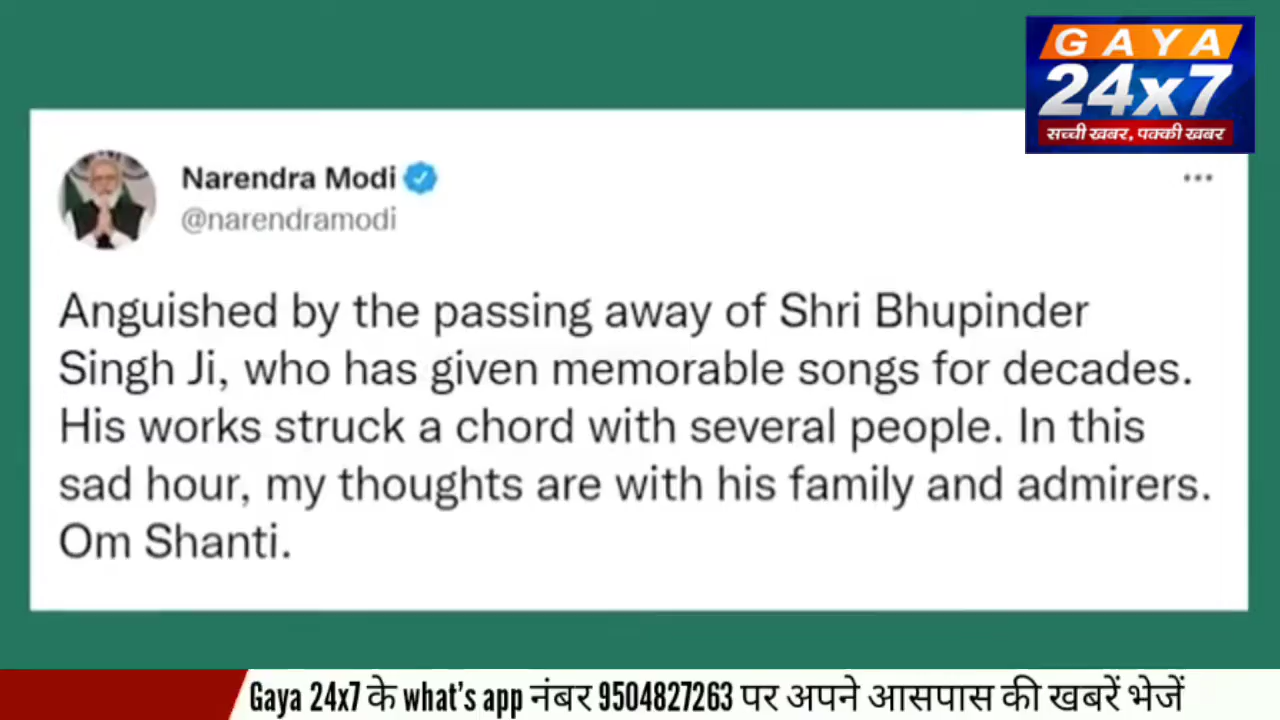 GAYA
24x7
सच्ची खबर, पक्की खबर
Narendra Modi
@narendramodi
Anguished by the passing away of Shri Bhupinder
Singh Ji, who has given memorable songs for decades.
His works struck a chord with several people. In this
sad hour, my thoughts are with his family and admirers.
Om Shanti.
Gaya 24x7 के what's app नंबर 9504827263 पर अपने आसपास की खबरें भेजें